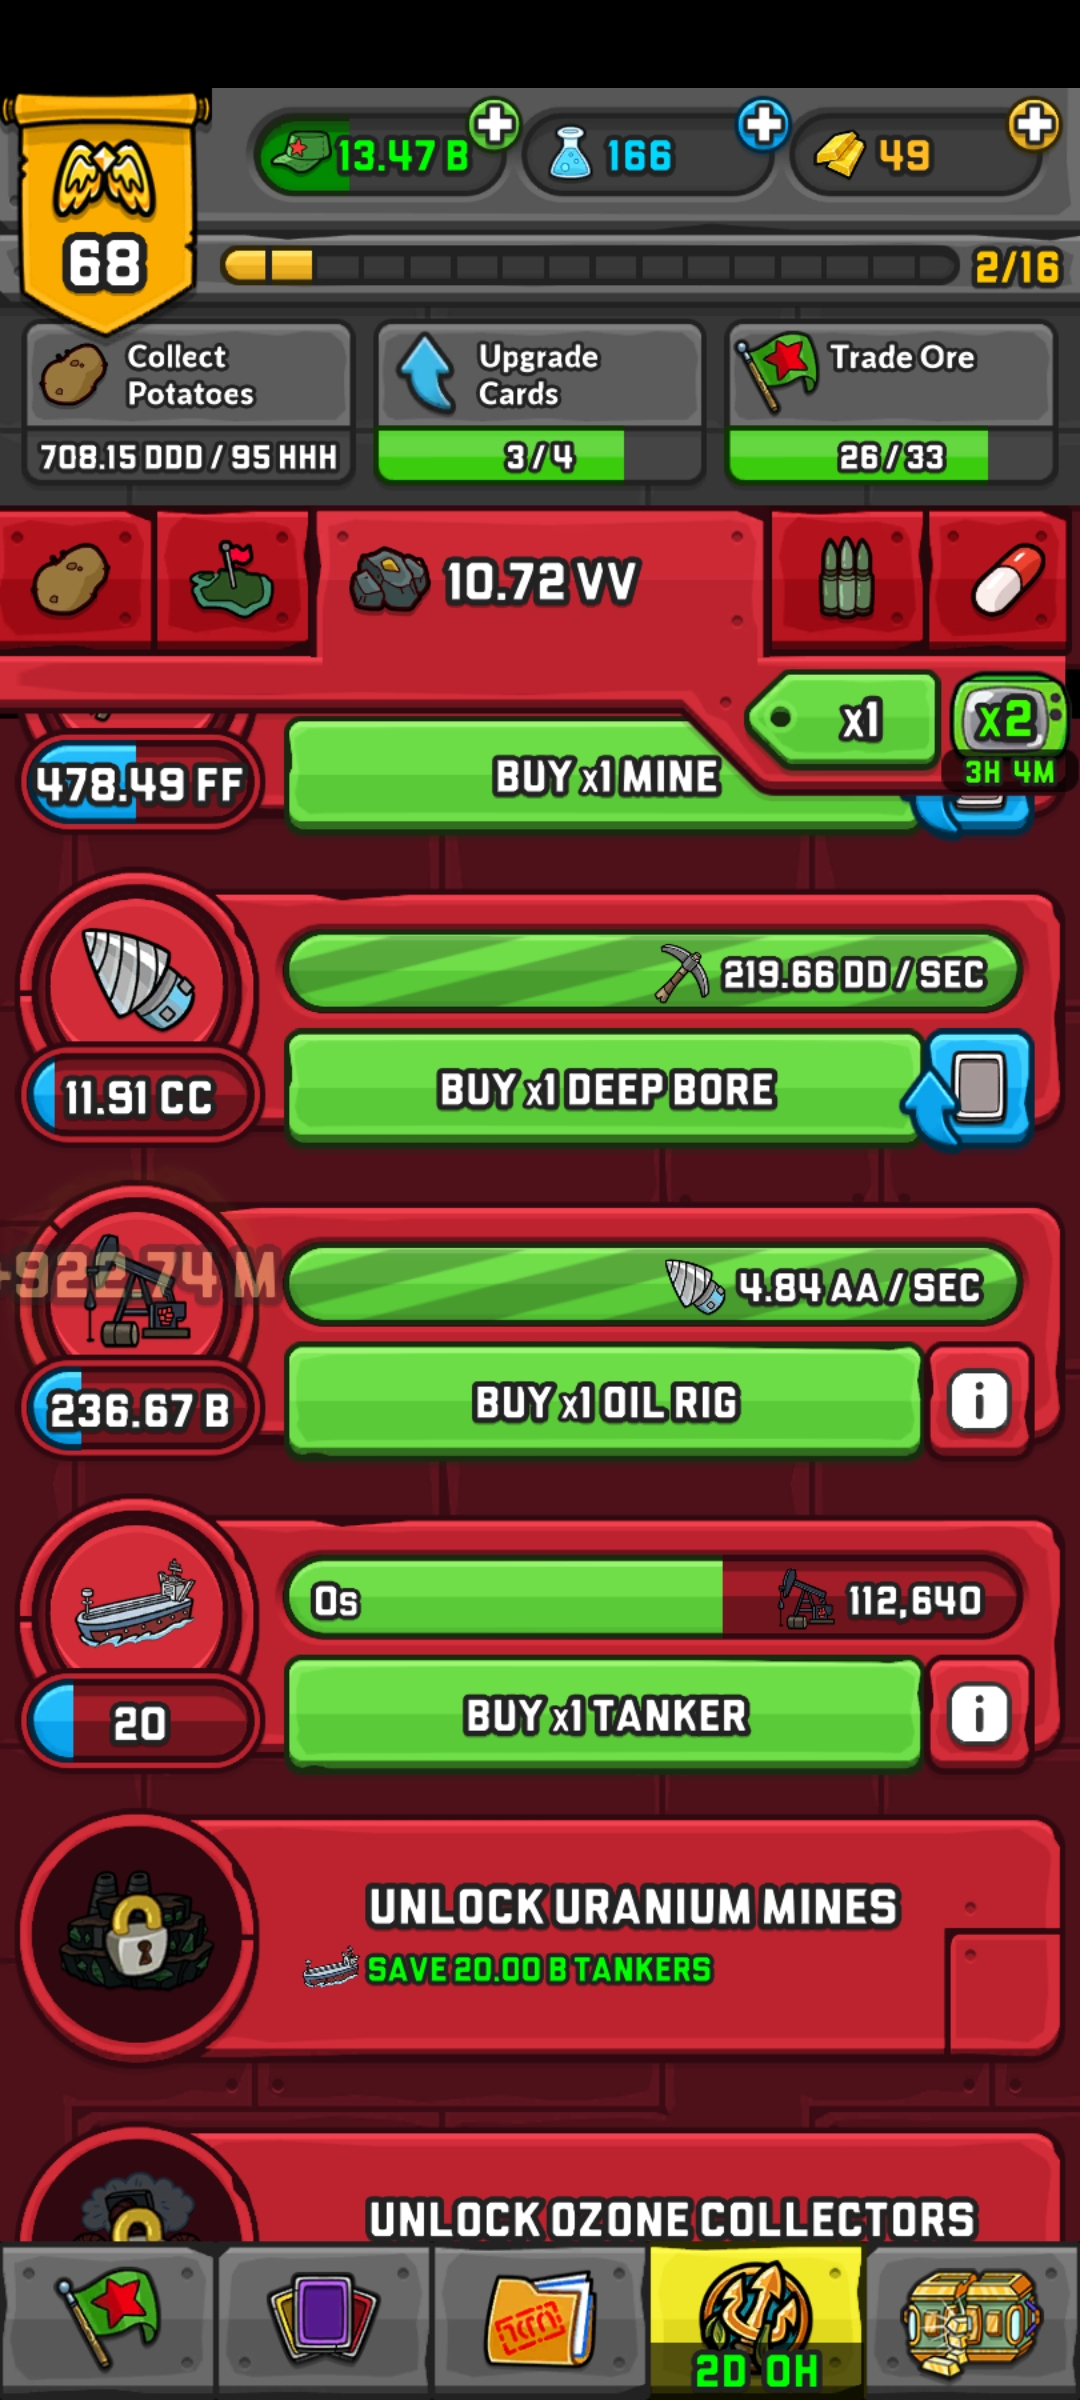 13.47 B
166
49
68
2/16
Collect
Potatoes
Upgrade
Cards
Trade Ore
708.15 DDD / 95 HHH
3/4
26/33
10.72 VV
x1
x2
3H 4M
478.49 FF
BUY x1 MINE
219.66 DD / SEC
11.91 CC
BUY x1 DEEP BORE
+922.74 M
4.84 AA / SEC
236.67 B
BUY x1 OIL RIG
i
0s
112,640
20
BUY x1 TANKER
i
UNLOCK URANIUM MINES
SAVE 20.00 B TANKERS
UNLOCK OZONE COLLECTORS
2D 0H